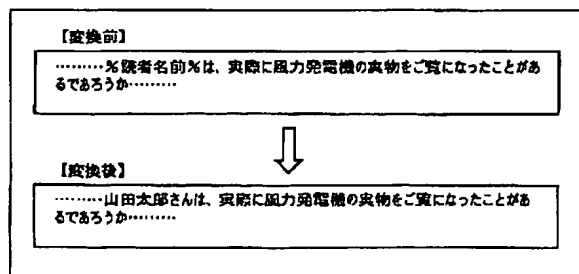 【変換前】
………%読者名前%は、実際に風力発電機の実物をご覧になったことがあ
るであろうか………
【変換後】
………山田太郎さんは、実際に風力発電機の実物をご覧になったことがあ
るであろうか………